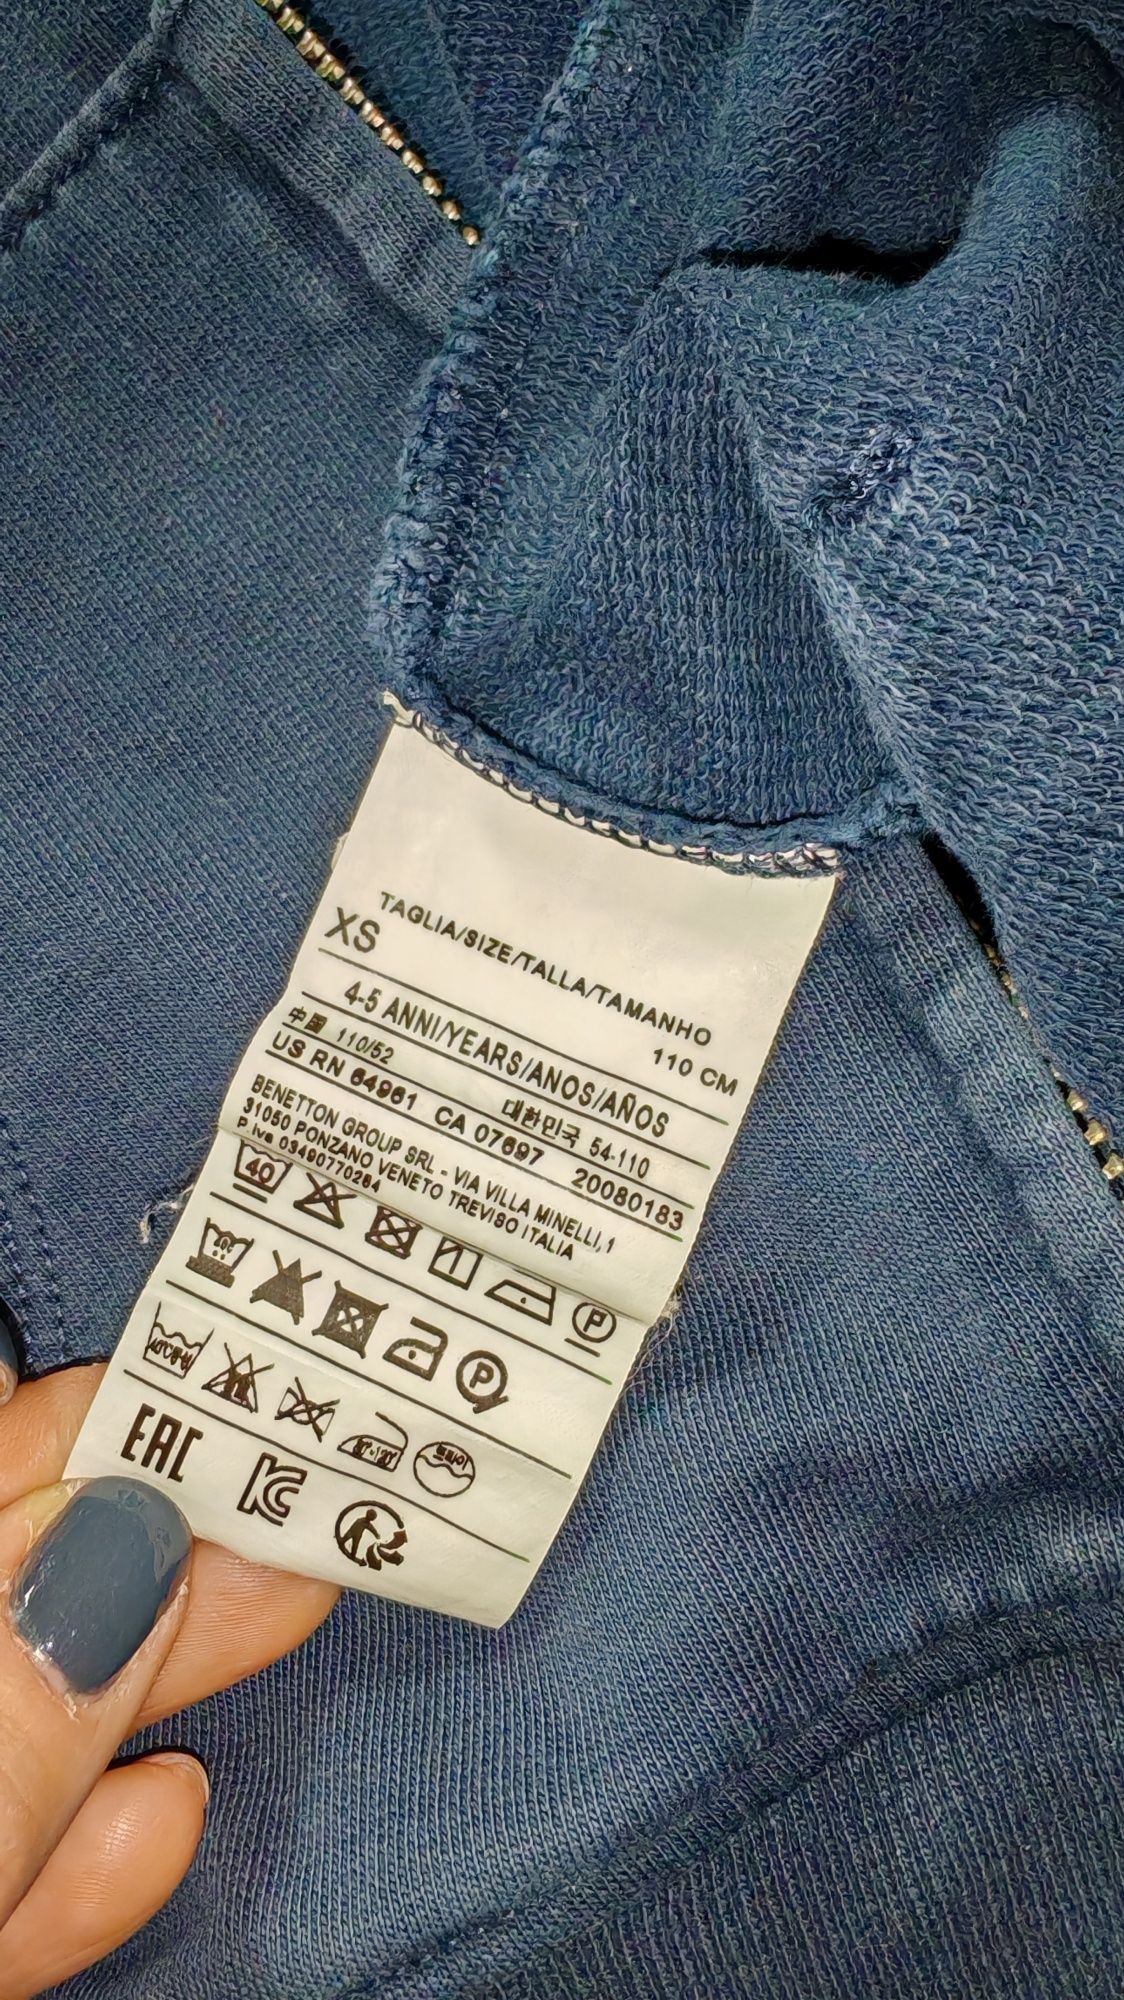 TAGLIA/SIZE/TALLA/TAMANHO
XS 110 CM
4-5 ANNI/YEARS/ANOS/AÑOS
中国 110/52 대한민국 54-110
US RN 64961 CA 07697 20080183
BENETTON GROUP SRL - VIA VILLA MINELLI,1
31050 PONZANO VENETO TREVISO ITALIA
P.Iva 03490770264
40 P
40 P
EAC KC